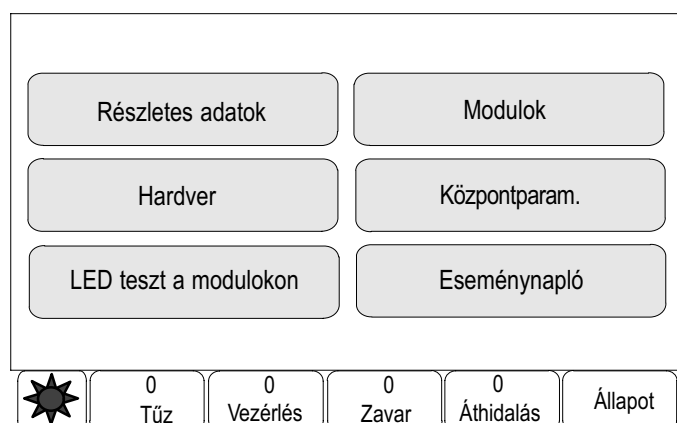 Részletes adatok
Modulok
Hardver
Központparam.
LED teszt a modulokon
Eseménynapló
0
Tűz
0
Vezérlés
0
Zavar
0
Áthidalás
Állapot